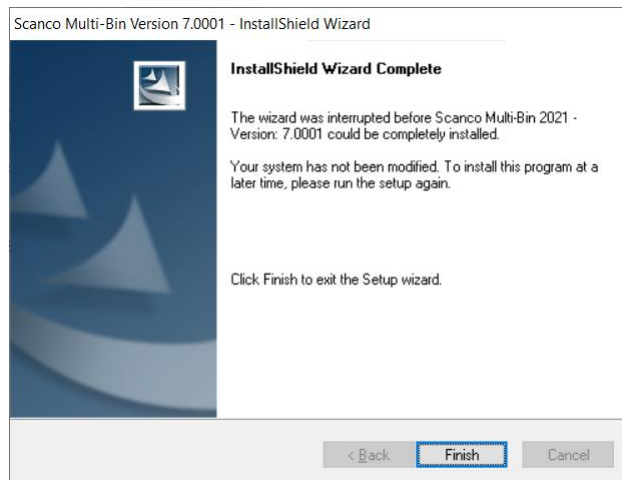 Scanco Multi-Bin Version 7.0001 - InstallShield Wizard
InstallShield Wizard Complete
The wizard was interrupted before Scanco Multi-Bin 2021 -
Version: 7.0001 could be completely installed.
Your system has not been modified. To install this program at a
later time, please run the setup again.
Click Finish to exit the Setup wizard.
< Back
Finish
Cancel